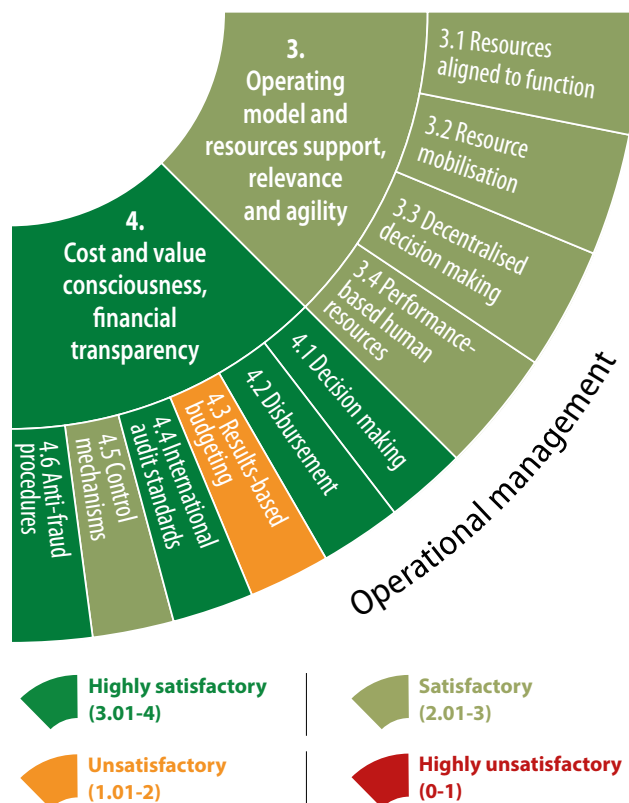 3.
Operating
model and
resources support,
relevance
and agility
3.1 Resources
aligned to function
3.2 Resource
mobilisation
3.3 Decentralised
decision making
3.4 Performance-
based human
resources
4.
Cost and value
consciousness,
financial
transparency
4.1 Decision making
4.2 Disbursement
4.3 Results-based
budgeting
4.4 International
audit standards
4.5 Control
mechanisms
4.6 Anti-fraud
procedures
Operational management
Highly satisfactory
(3.01-4)
Satisfactory
(2.01-3)
Unsatisfactory
(1.01-2)
Highly unsatisfactory
(0-1)